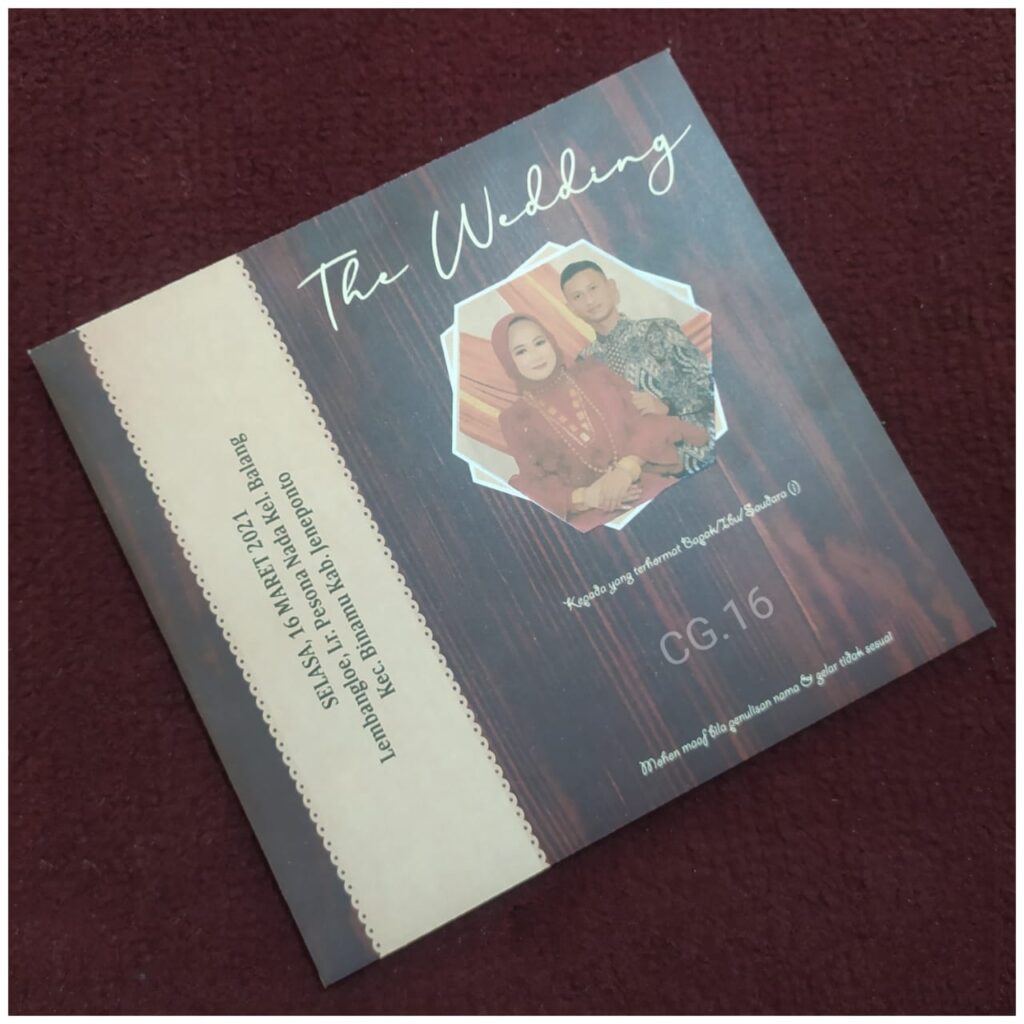 The Wedding
Kepada yang terhormat Bapak/Ibu/Saudara (i)
CG.16
Mohon maaf bila penulisan nama & gelar tidak sesuai
SELASA, 16 MARET 2021
Lembangloe, Lr. Pesona Nada Kel. Balang
Kec. Binamu Kab. Jeneponto